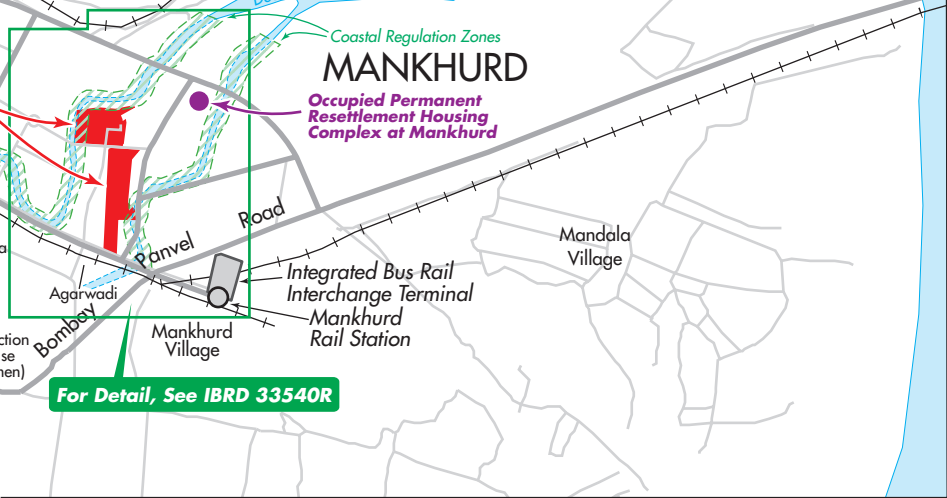 Coastal Regulation Zones
MANKHURD
Occupied Permanent
Resettlement Housing
Complex at Mankhurd
Road
Panvel
Mandala
Village
Integrated Bus Rail
Interchange Terminal
Agarwadi
Mankhurd
Rail Station
Bombay
Mankhurd
Village
For Detail, See IBRD 33540R